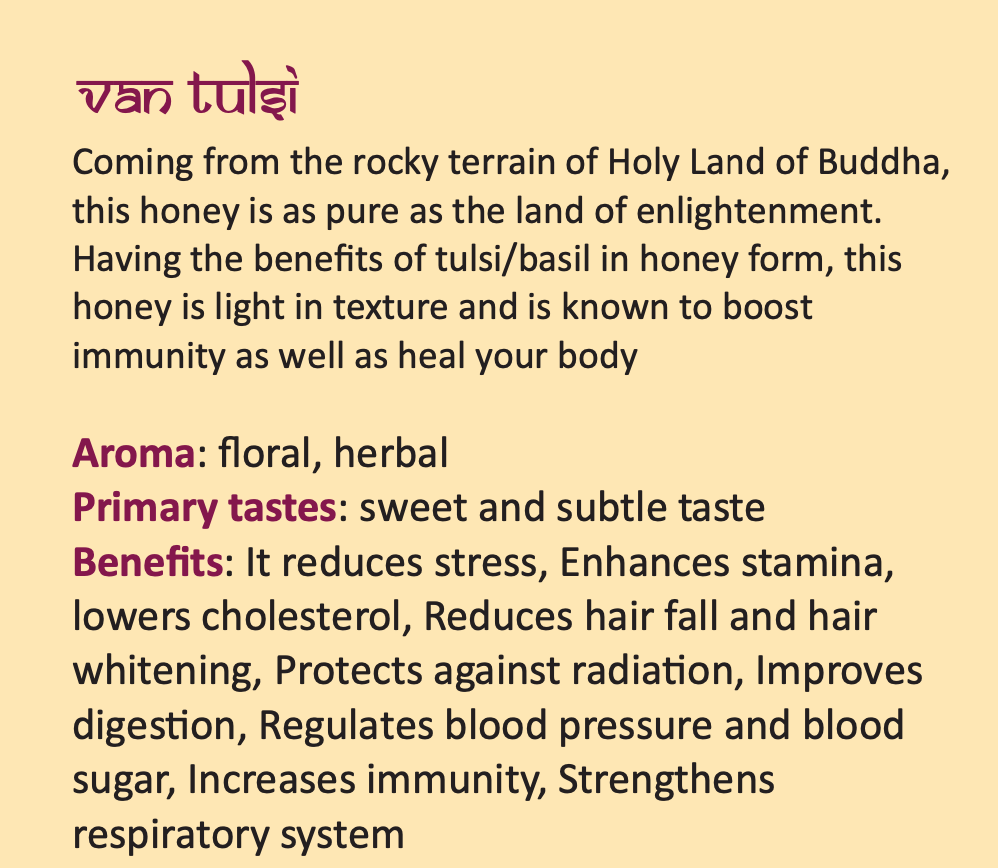 van tulsi
Coming from the rocky terrain of Holy Land of Buddha,
this honey is as pure as the land of enlightenment.
Having the benefits of tulsi/basil in honey form, this
honey is light in texture and is known to boost
immunity as well as heal your body
Aroma: floral, herbal
Primary tastes: sweet and subtle taste
Benefits: It reduces stress, Enhances stamina,
lowers cholesterol, Reduces hair fall and hair
whitening, Protects against radiation, Improves
digestion, Regulates blood pressure and blood
sugar, Increases immunity, Strengthens
respiratory system